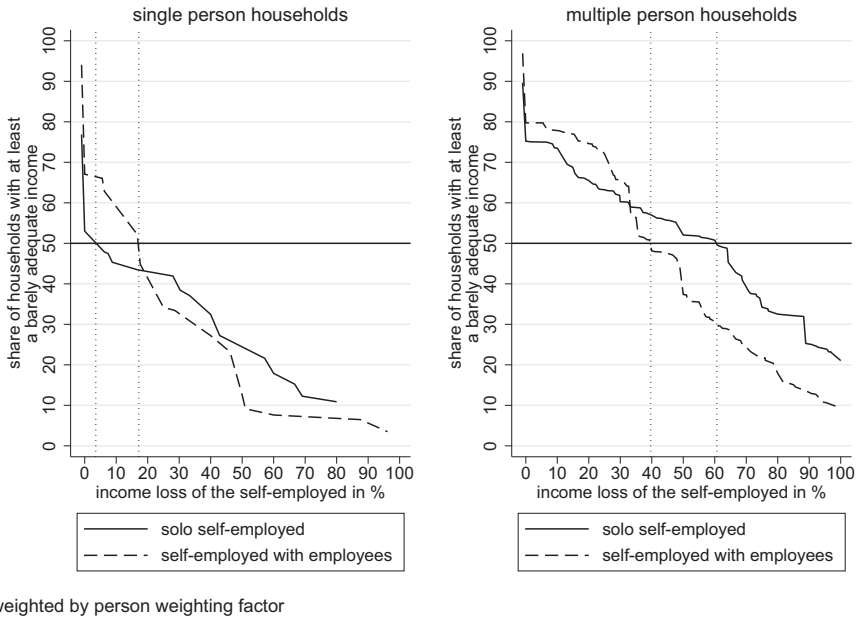 single person households
share of households with at least
a barely adequate income
100
90
80
70
60
50
40
30
20
10
0
0 10 20 30 40 50 60 70 80 90 100
income loss of the self-employed in %
solo self-employed
self-employed with employees
multiple person households
share of households with at least
a barely adequate income
100
90
80
70
60
50
40
30
20
10
0
0 10 20 30 40 50 60 70 80 90 100
income loss of the self-employed in %
solo self-employed
self-employed with employees
weighted by person weighting factor